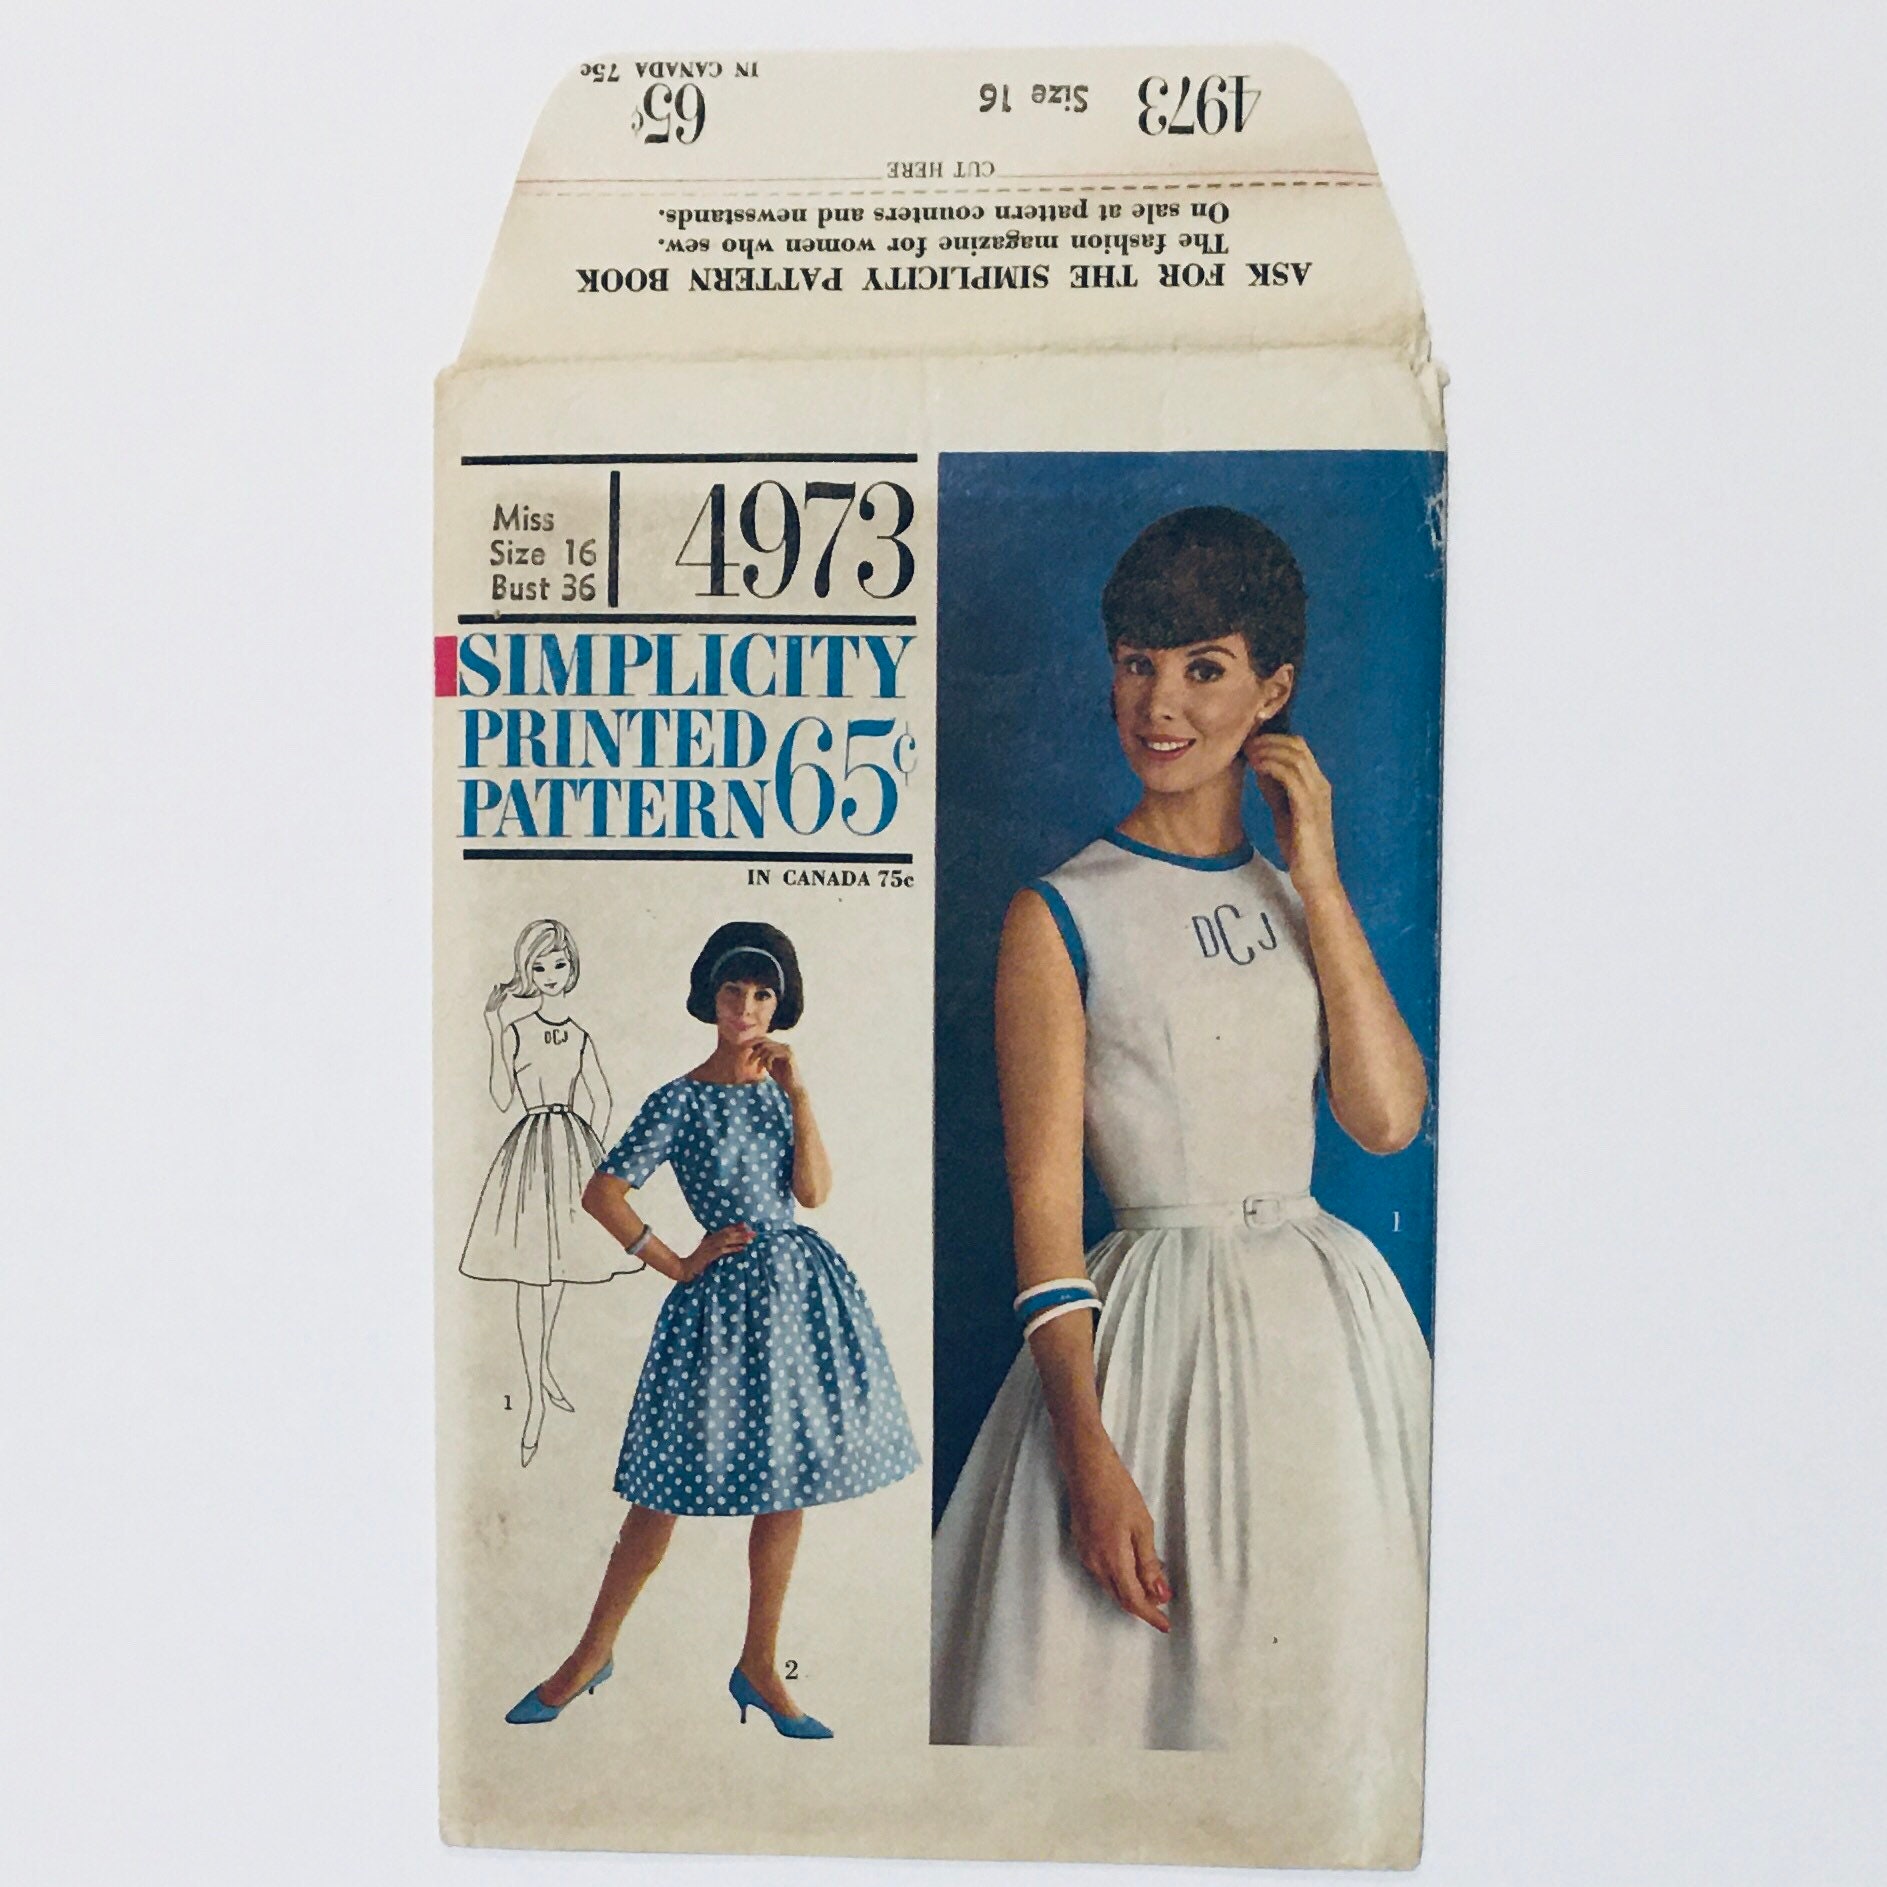 IN CANADA 75c
65¢
4973 Size 16
CUT HERE
ASK FOR THE SIMPLICITY PATTERN BOOK
The fashion magazine for women who sew.
On sale at pattern counters and newsstands.
Miss
Size 16
Bust 36
4973
SIMPLICITY
PRINTED
PATTERN 65¢
IN CANADA 75c
DCJ
1
2
DCJ
1